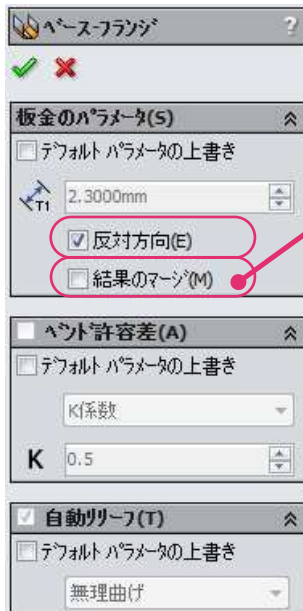 ﾍﾞｰｽ-ﾌﾗﾝｼﾞ ?
板金のﾊﾟﾗﾒｰﾀ(S)
ﾃﾞﾌｫﾙﾄ ﾊﾟﾗﾒｰﾀの上書き
T1 2.3000mm
反対方向(E)
結果のﾏｰｼﾞ(M)
ﾍﾞﾝﾄﾞ許容差(A)
ﾃﾞﾌｫﾙﾄ ﾊﾟﾗﾒｰﾀの上書き
K係数
K 0.5
自動ﾘﾘｰﾌ(T)
ﾃﾞﾌｫﾙﾄ ﾊﾟﾗﾒｰﾀの上書き
無理曲げ